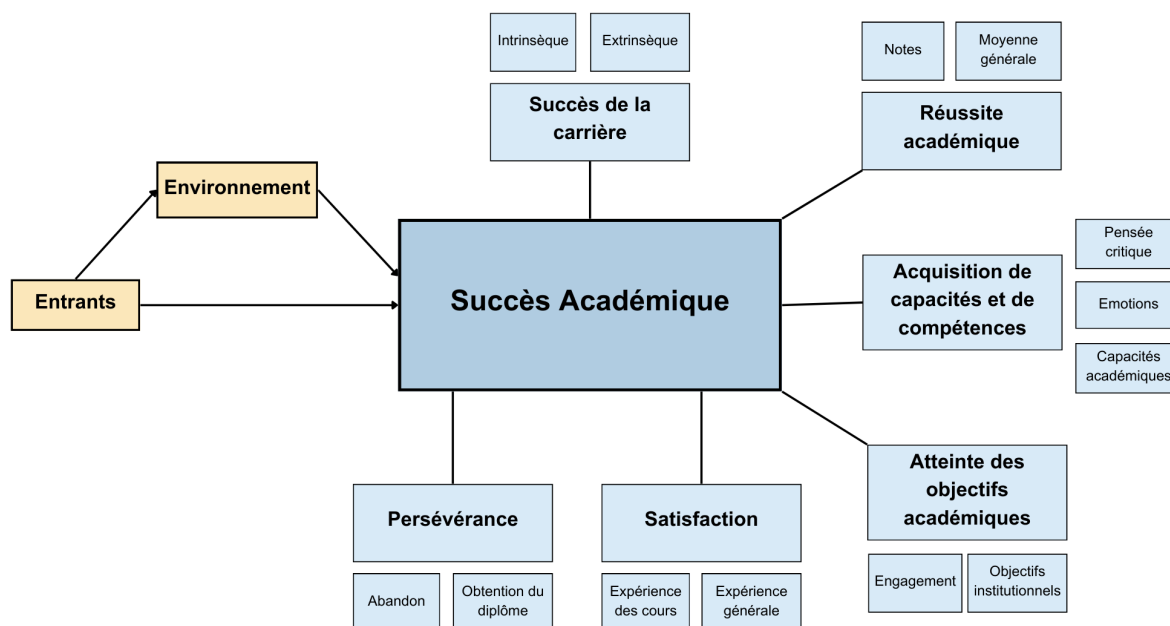 Intrinsèque
Extrinsèque
Succès de la
carrière
Notes
Moyenne
générale
Réussite
académique
Environnement
Entrants
Succès Académique
Acquisition de
capacités et de
compétences
Pensée
critique
Emotions
Capacités
académiques
Atteinte des
objectifs
académiques
Engagement
Objectifs
institutionnels
Persévérance
Abandon
Obtention du
diplôme
Satisfaction
Expérience
des cours
Expérience
générale